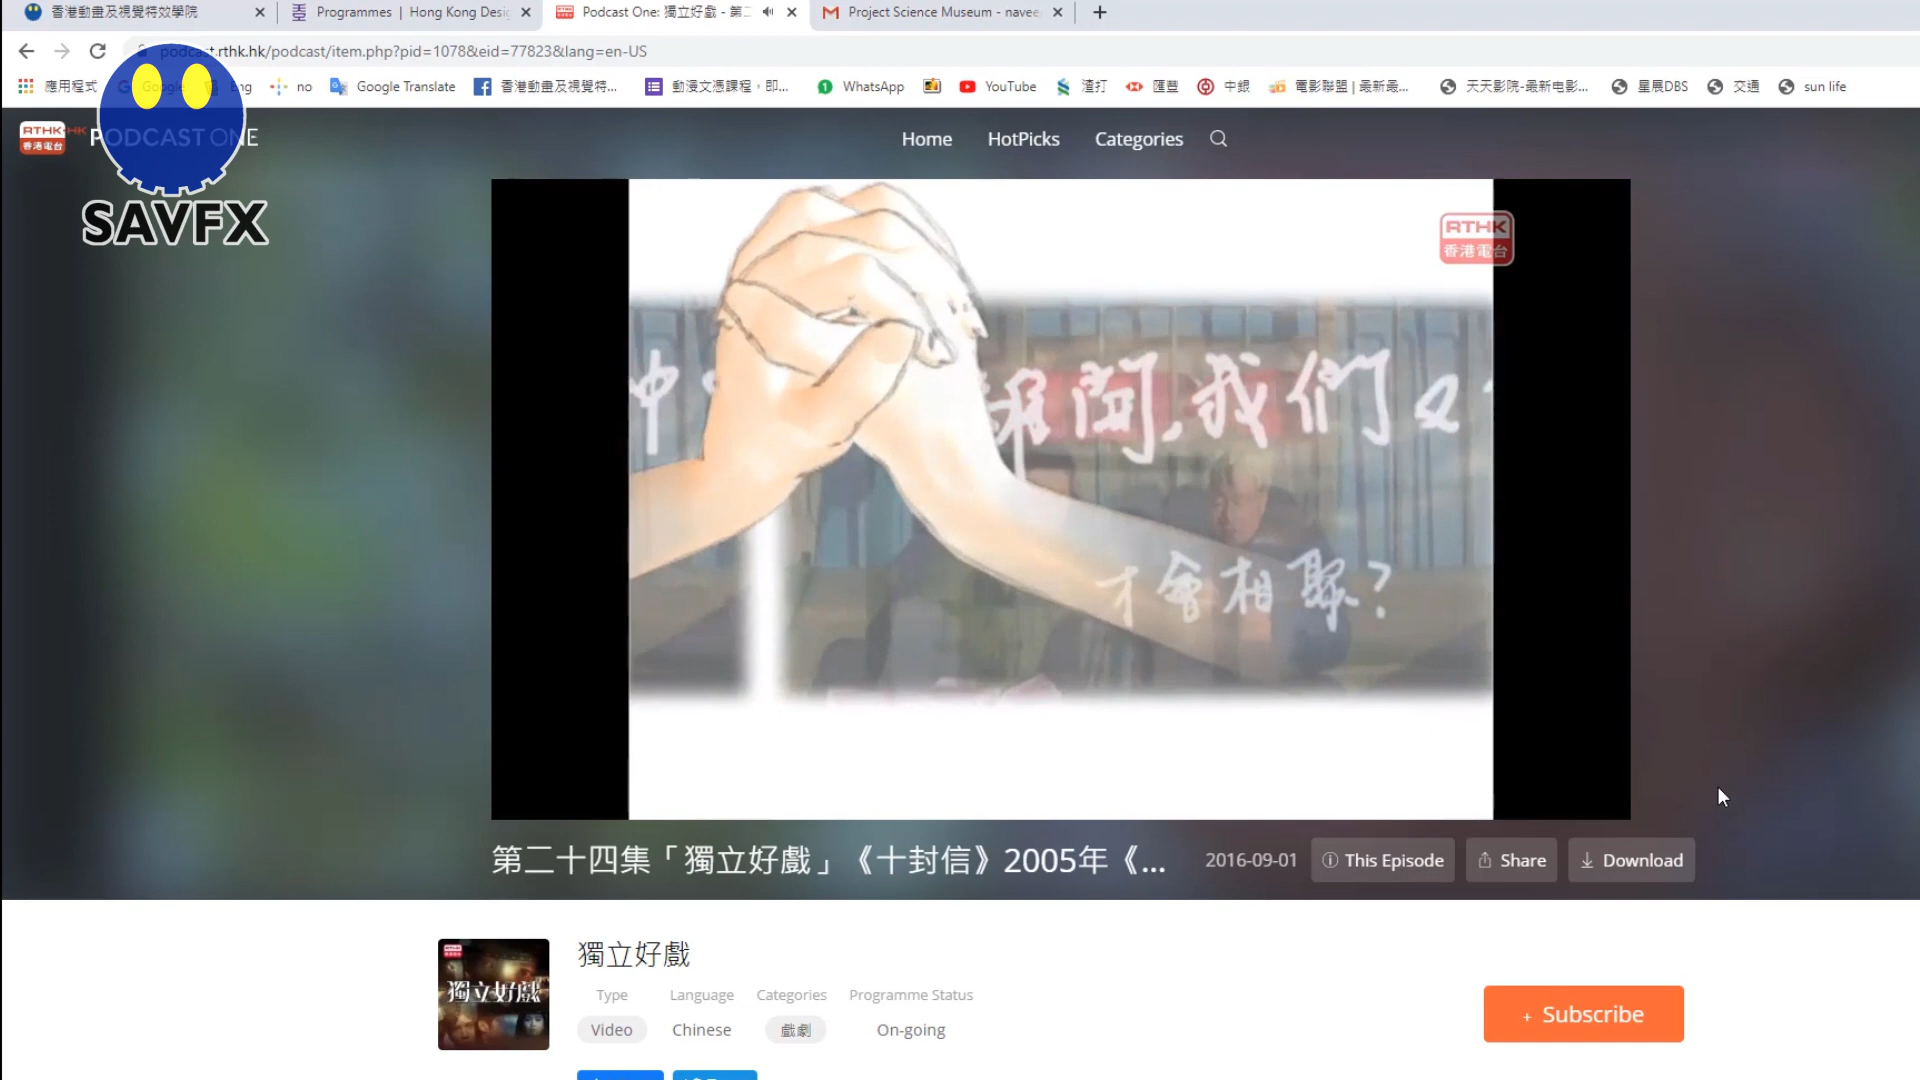 香港動畫及視覺特效學院
Programmes | Hong Kong Desi
Podcast One: 獨立好戲 - 第二
Project Science Museum - navee
podcast.rthk.hk/podcast/item.php?pid=1078&eid=77823&lang=en-US
應用程式
Google
Eng
no
Google Translate
香港動畫及視覺特...
動漫文憑課程，即...
WhatsApp
YouTube
渣打
匯豐
中銀
電影聯盟 | 最新最...
天天影院-最新电影...
星展DBS
交通
sun life
RTHK.HK
香港電台
PODCAST ONE
Home
HotPicks
Categories
SAVFX
RTHK
香港電台
間,我們又
才會相聚?
第二十四集「獨立好戲」《十封信》2005年《...
2016-09-01
This Episode
Share
Download
獨立好戲
獨立好戲
Type
Language
Categories
Programme Status
Video
Chinese
戲劇
On-going
+ Subscribe